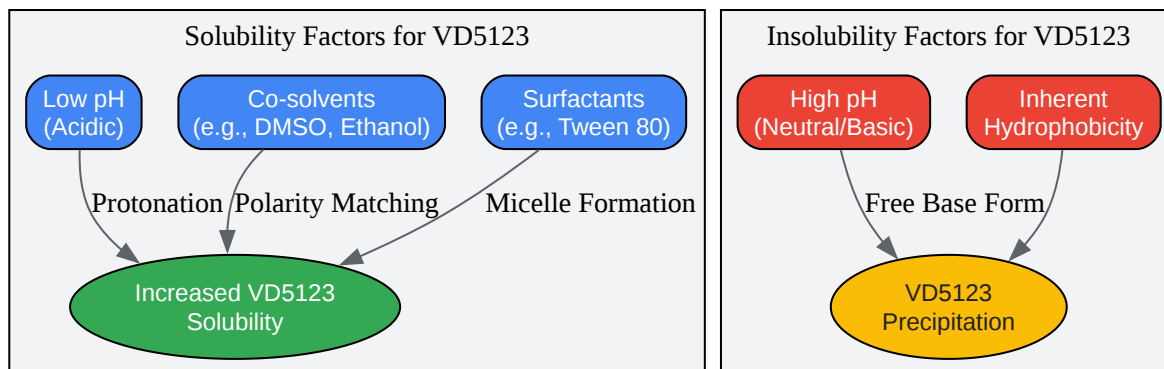 Solubility Factors for VD5123
Low pH
(Acidic)
Co-solvents
(e.g., DMSO, Ethanol)
Surfactants
(e.g., Tween 80)
Protonation
Polarity Matching
Micelle Formation
Increased VD5123
Solubility
Insolubility Factors for VD5123
High pH
(Neutral/Basic)
Inherent
Hydrophobicity
Free Base Form
VD5123
Precipitation